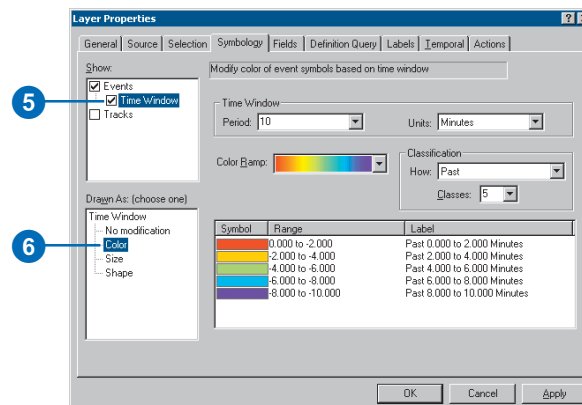 Layer Properties
General Source Selection Symbology Fields Definition Query Labels Temporal Actions
Show:
Events
Time Window
Tracks
5
Modify color of event symbols based on time window
Time Window
Period: 10
Units: Minutes
Color Ramp:
Classification
How: Past
Classes: 5
Drawn As: (choose one)
Time Window
No modification
Color
Size
Shape
6
Symbol Range Label
0.000 to -2.000 Past 0.000 to 2.000 Minutes
-2.000 to -4.000 Past 2.000 to 4.000 Minutes
-4.000 to -6.000 Past 4.000 to 6.000 Minutes
-6.000 to -8.000 Past 6.000 to 8.000 Minutes
-8.000 to -10.000 Past 8.000 to 10.000 Minutes
OK Cancel Apply